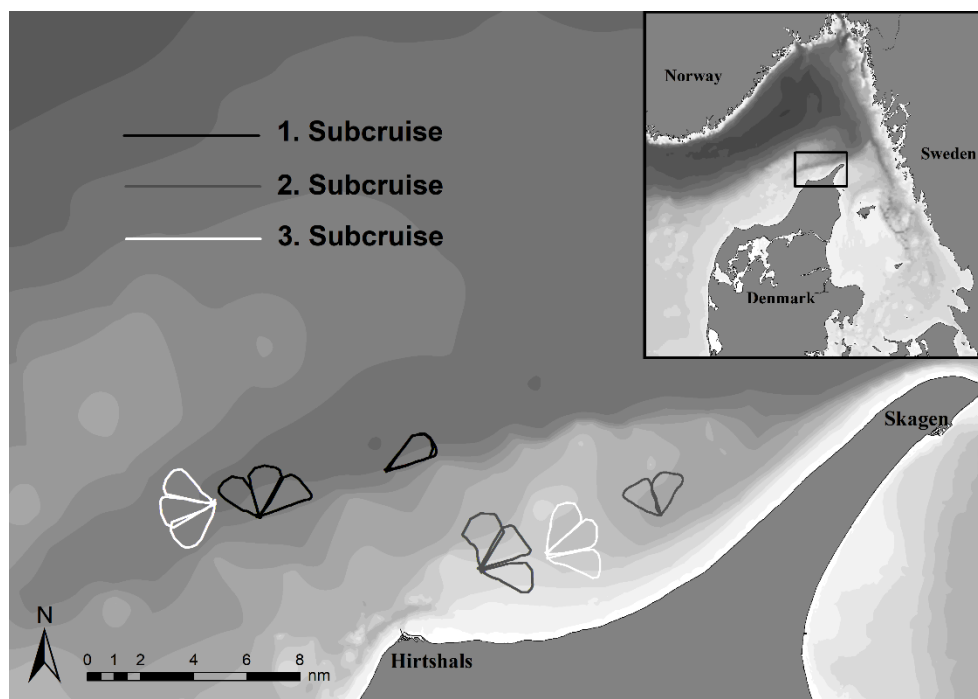 1. Subcruise
2. Subcruise
3. Subcruise
Norway
Sweden
Denmark
Skagen
Hirtshals
N
0 1 2 4 6 8
nm